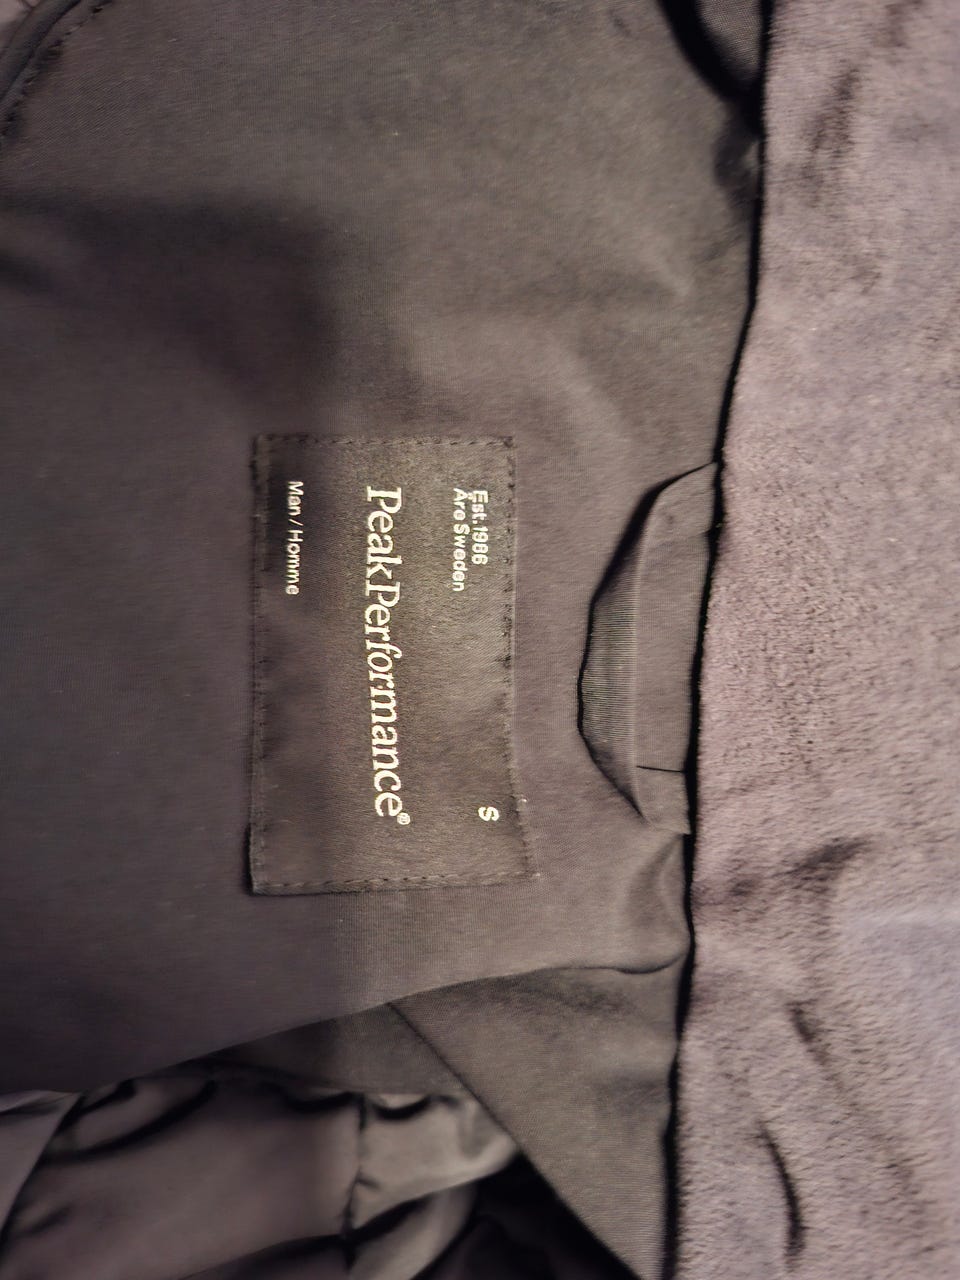 Est.1986
Åre Sweden
S
PeakPerformance®
Man / Homme